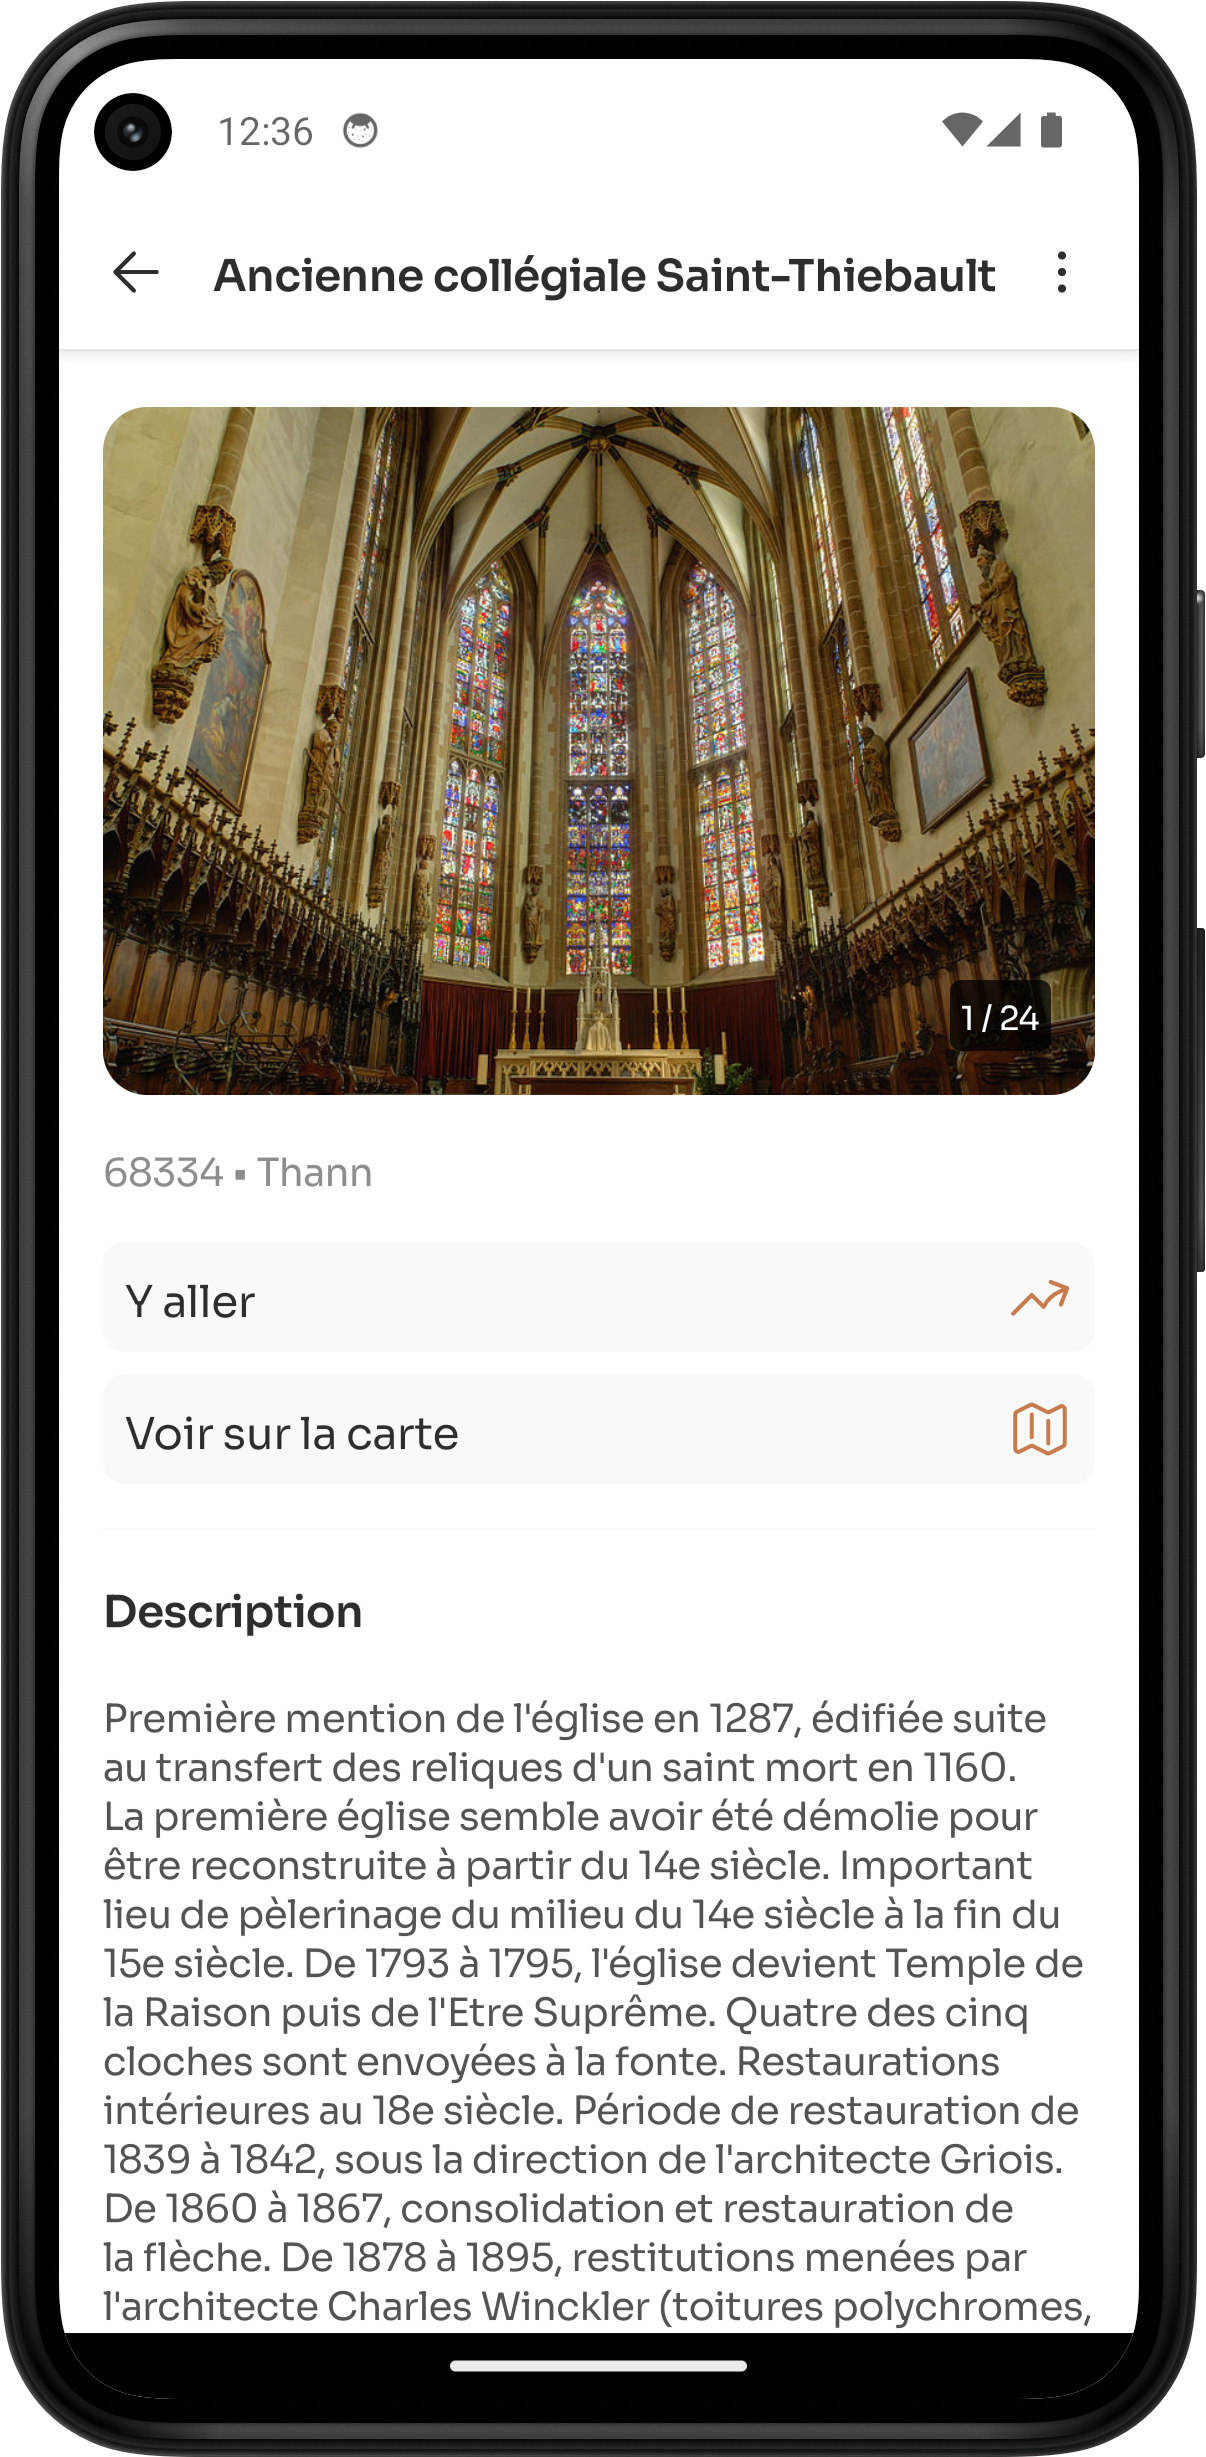 12:36
Ancienne collégiale Saint-Thiebault
1 / 24
68334 ▪ Thann
Y aller
Voir sur la carte
Description
Première mention de l'église en 1287, édifiée suite
au transfert des reliques d'un saint mort en 1160.
La première église semble avoir été démolie pour
être reconstruite à partir du 14e siècle. Important
lieu de pèlerinage du milieu du 14e siècle à la fin du
15e siècle. De 1793 à 1795, l'église devient Temple de
la Raison puis de l'Etre Suprême. Quatre des cinq
cloches sont envoyées à la fonte. Restaurations
intérieures au 18e siècle. Période de restauration de
1839 à 1842, sous la direction de l'architecte Griois.
De 1860 à 1867, consolidation et restauration de
la flèche. De 1878 à 1895, restitutions menées par
l'architecte Charles Winckler (toitures polychromes,